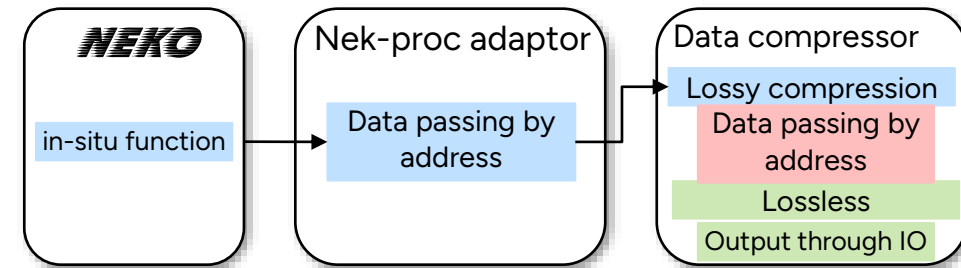 NEKO
in-situ function
Nek-proc adaptor
Data passing by
address
Data compressor
Lossy compression
Data passing by
address
Lossless
Output through IO